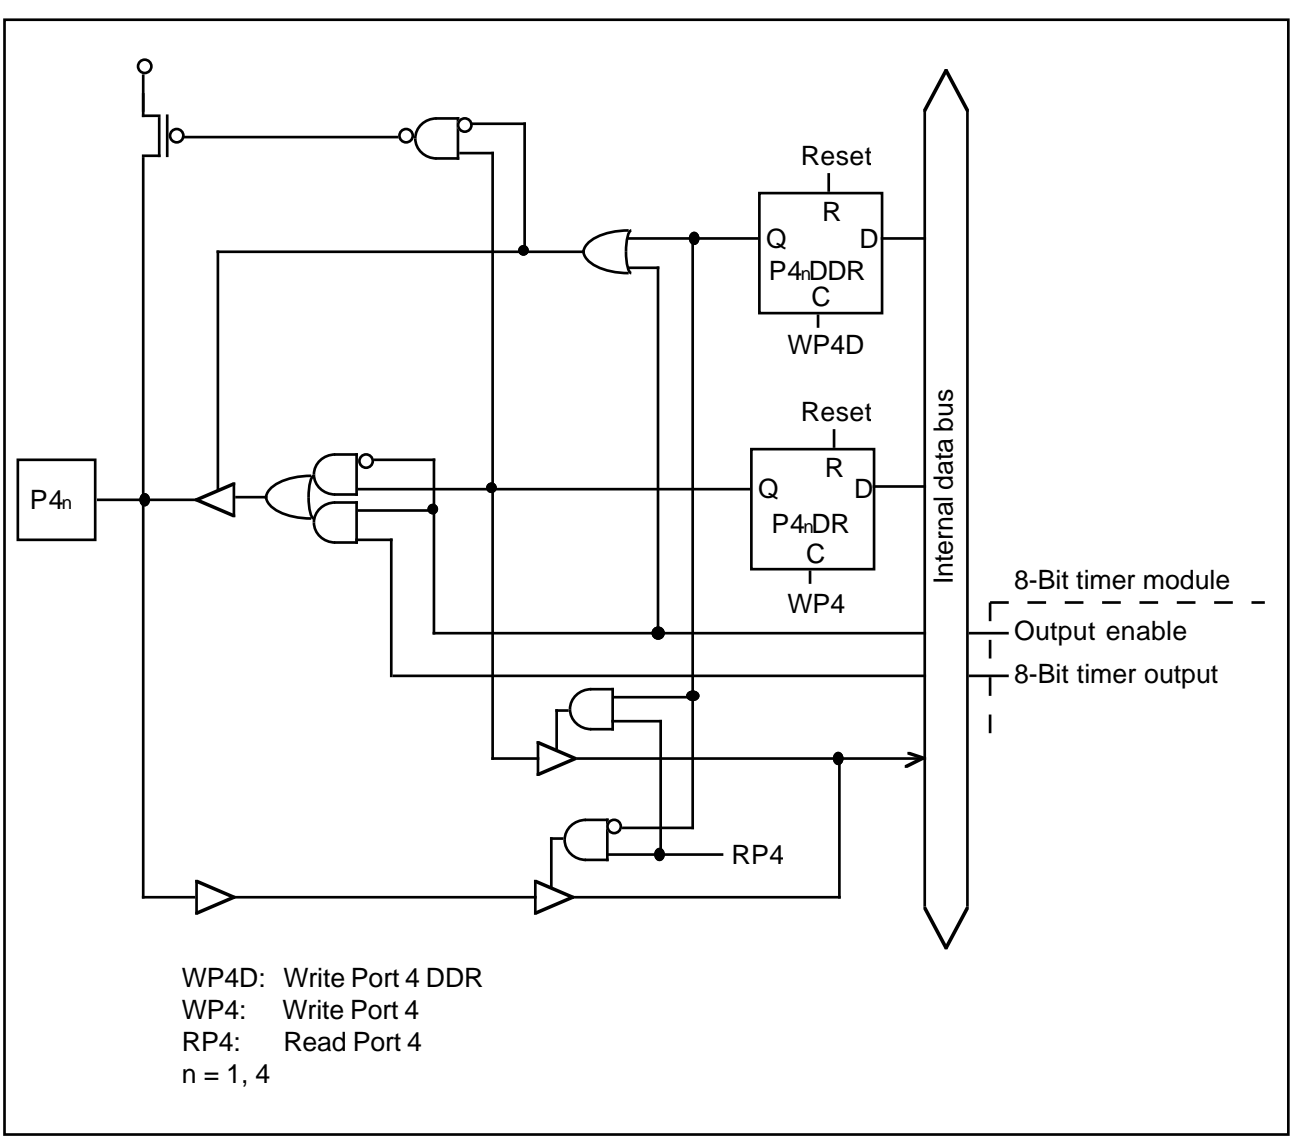 Reset
R
Q D
P4nDDR
C
WP4D
Reset
R
Q D
P4nDR
C
WP4
P4n
Internal data bus
8-Bit timer module
Output enable
8-Bit timer output
RP4
WP4D: Write Port 4 DDR
WP4: Write Port 4
RP4: Read Port 4
n = 1, 4